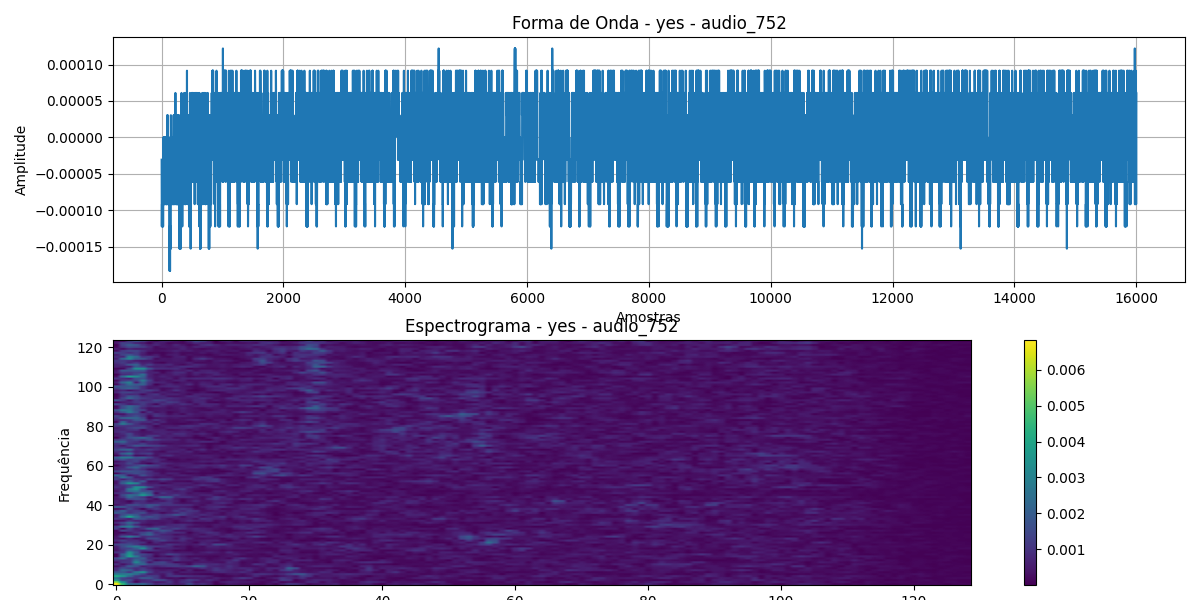 Forma de Onda - yes - audio_752
Amplitude
0.00010
0.00005
0.00000
−0.00005
−0.00010
−0.00015
0 2000 4000 6000 8000 10000 12000 14000 16000
Amostras
Espectrograma - yes - audio_752
Frequência
120
100
80
60
40
20
0
0 20 40 60 80 100 120
0.006
0.005
0.004
0.003
0.002
0.001